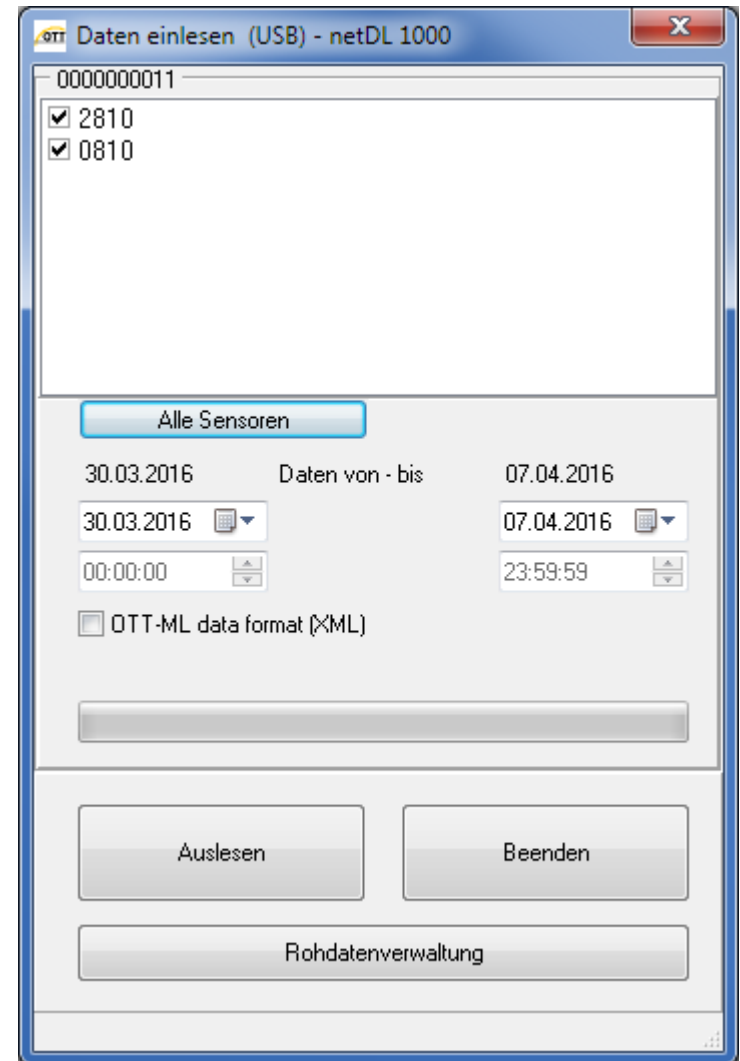 OTT Daten einlesen (USB) - netDL 1000
0000000011
2810
0810
Alle Sensoren
30.03.2016 Daten von - bis 07.04.2016
30.03.2016 07.04.2016
00:00:00 23:59:59
OTT-ML data format (XML)
Auslesen Beenden
Rohdatenverwaltung